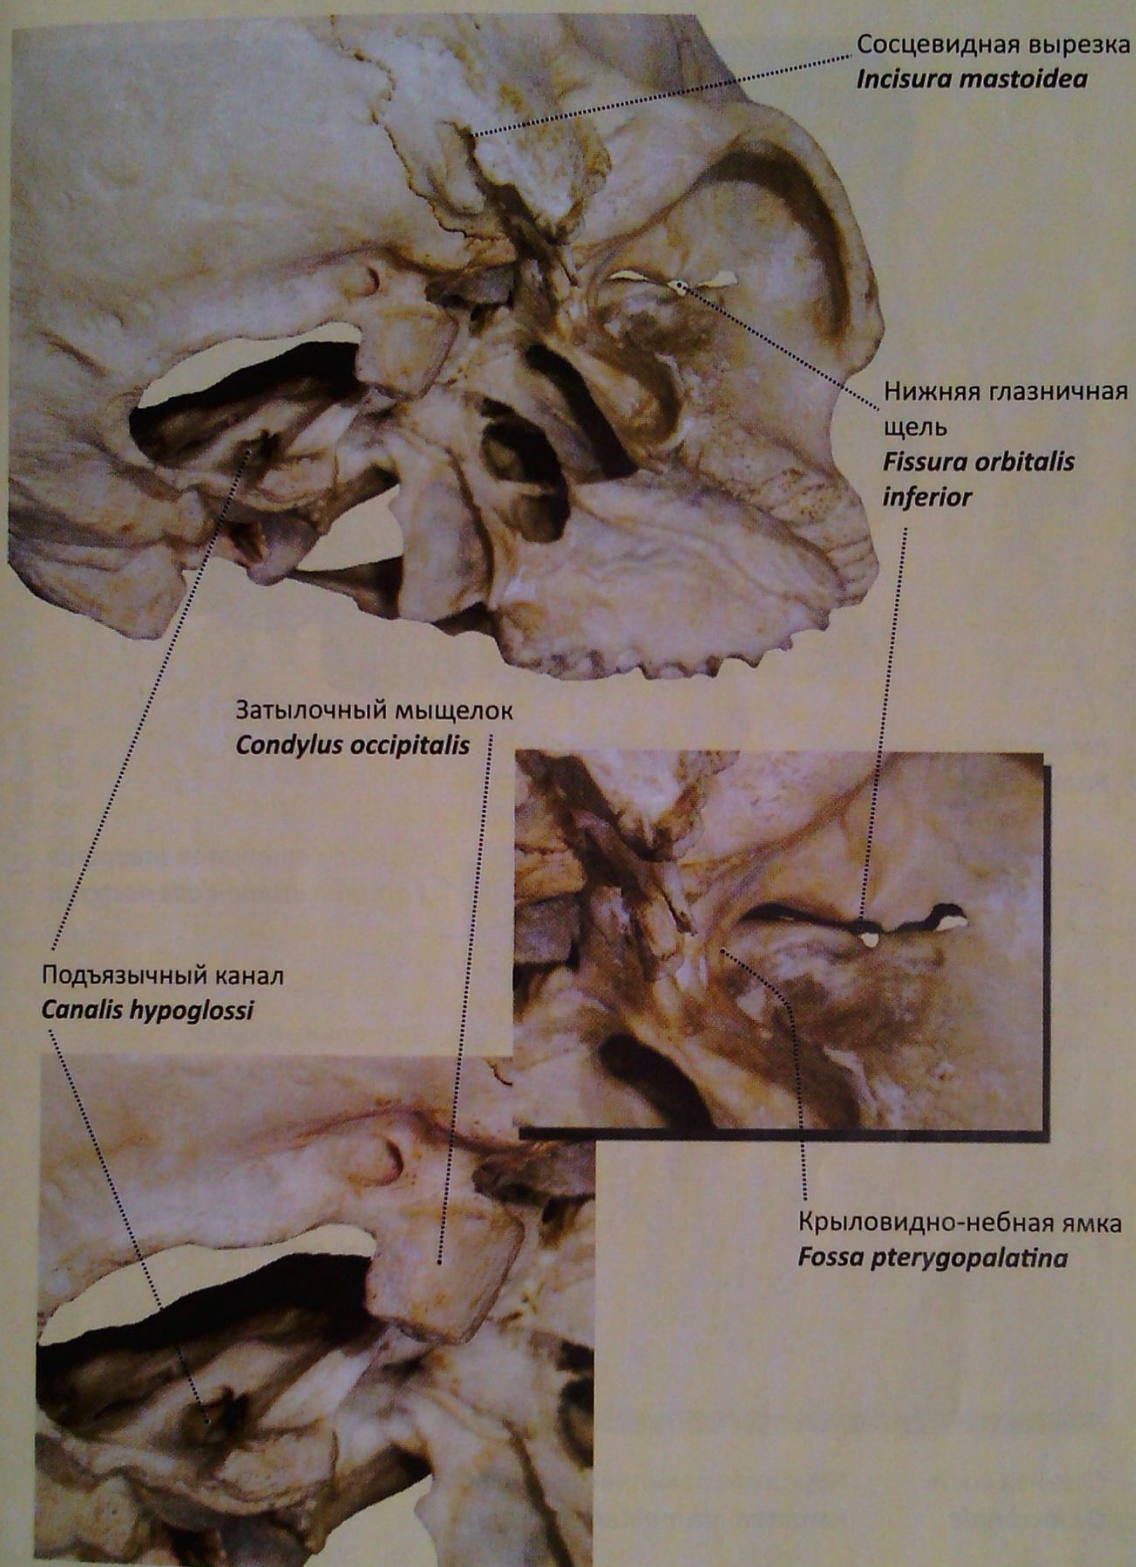 Сосцевидная вырезка
Incisura mastoidea
Нижняя глазничная
щель
Fissura orbitalis
inferior
Затылочный мыщелок
Condylus occipitalis
Подъязычный канал
Canalis hypoglossi
Крыловидно-небная ямка
Fossa pterygopalatina